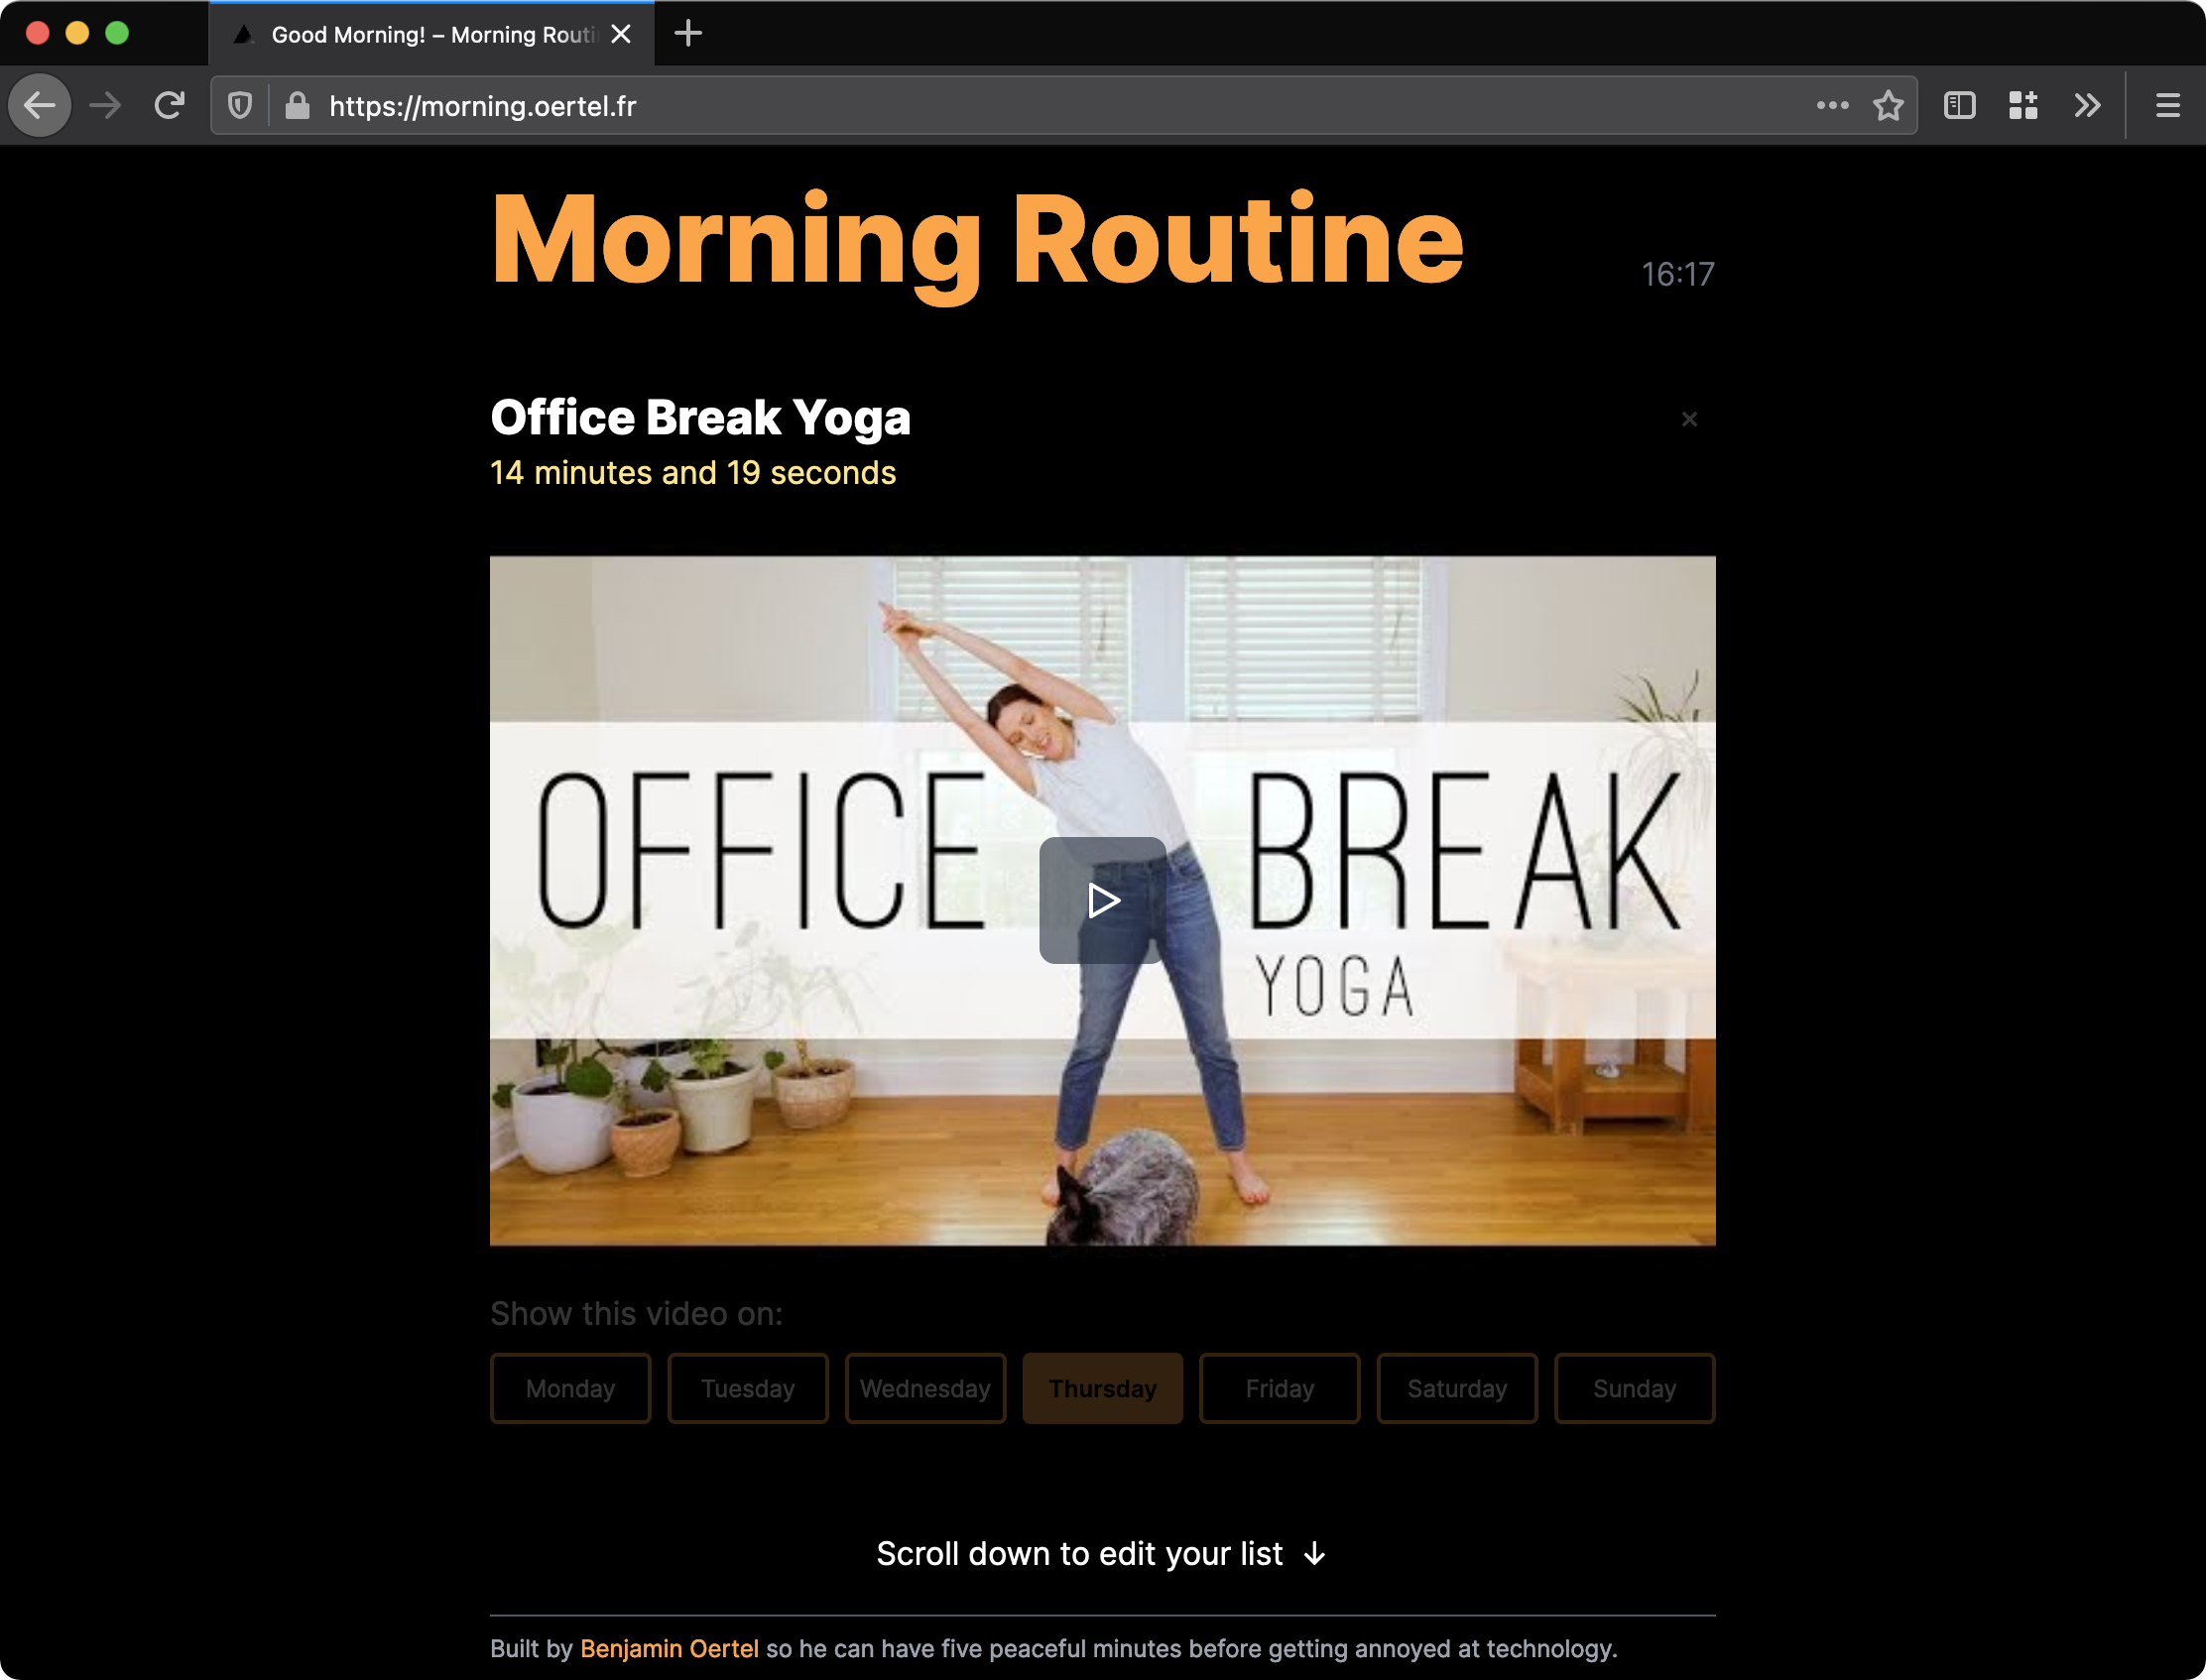 Good Morning! – Morning Routi
https://morning.oertel.fr
Morning Routine
16:17
Office Break Yoga
14 minutes and 19 seconds
OFFICE BREAK
YOGA
Show this video on:
Monday Tuesday Wednesday Thursday Friday Saturday Sunday
Scroll down to edit your list ↓
Built by Benjamin Oertel so he can have five peaceful minutes before getting annoyed at technology.